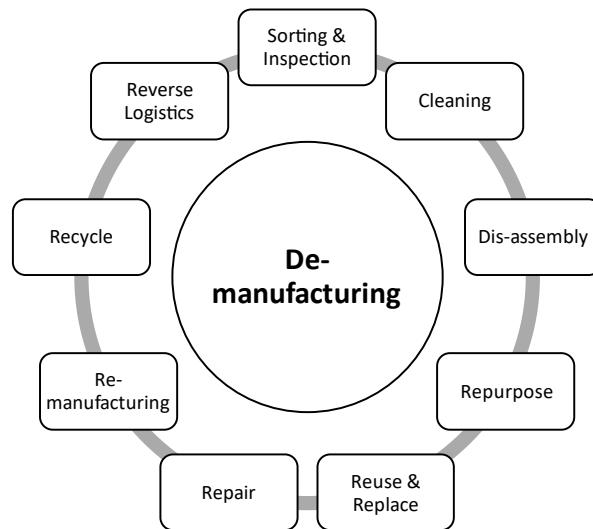 Sorting &
Inspection
Cleaning
Dis-assembly
Repurpose
Reuse &
Replace
Repair
Re-
manufacturing
Recycle
Reverse
Logistics
De-
manufacturing